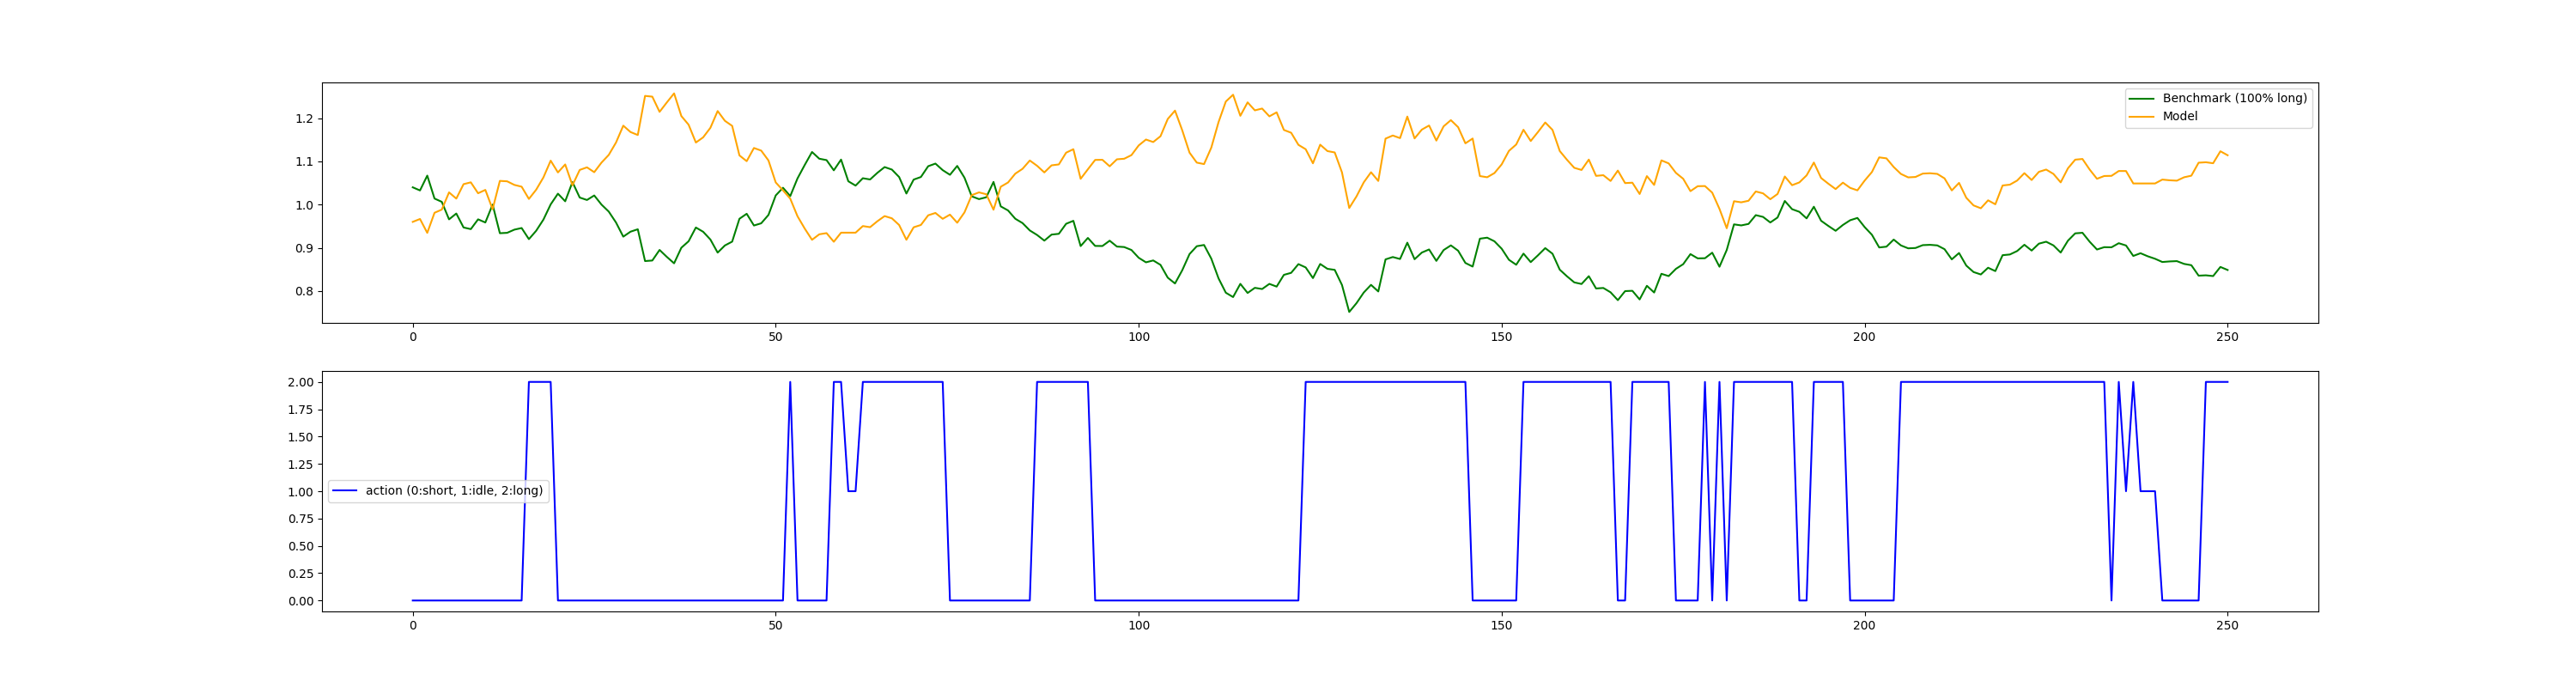 Benchmark (100% long)
Model
1.2
1.1
1.0
0.9
0.8
0 50 100 150 200 250
2.00
1.75
1.50
1.25
1.00
0.75
0.50
0.25
0.00
action (0:short, 1:idle, 2:long)
0 50 100 150 200 250